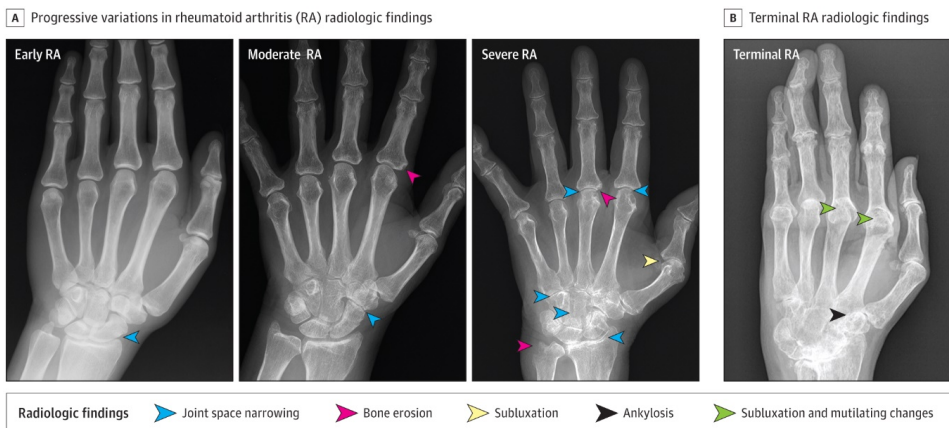 A Progressive variations in rheumatoid arthritis (RA) radiologic findings
B Terminal RA radiologic findings
Early RA
Moderate RA
Severe RA
Terminal RA
Radiologic findings Joint space narrowing Bone erosion Subluxation Ankylosis Subluxation and mutilating changes